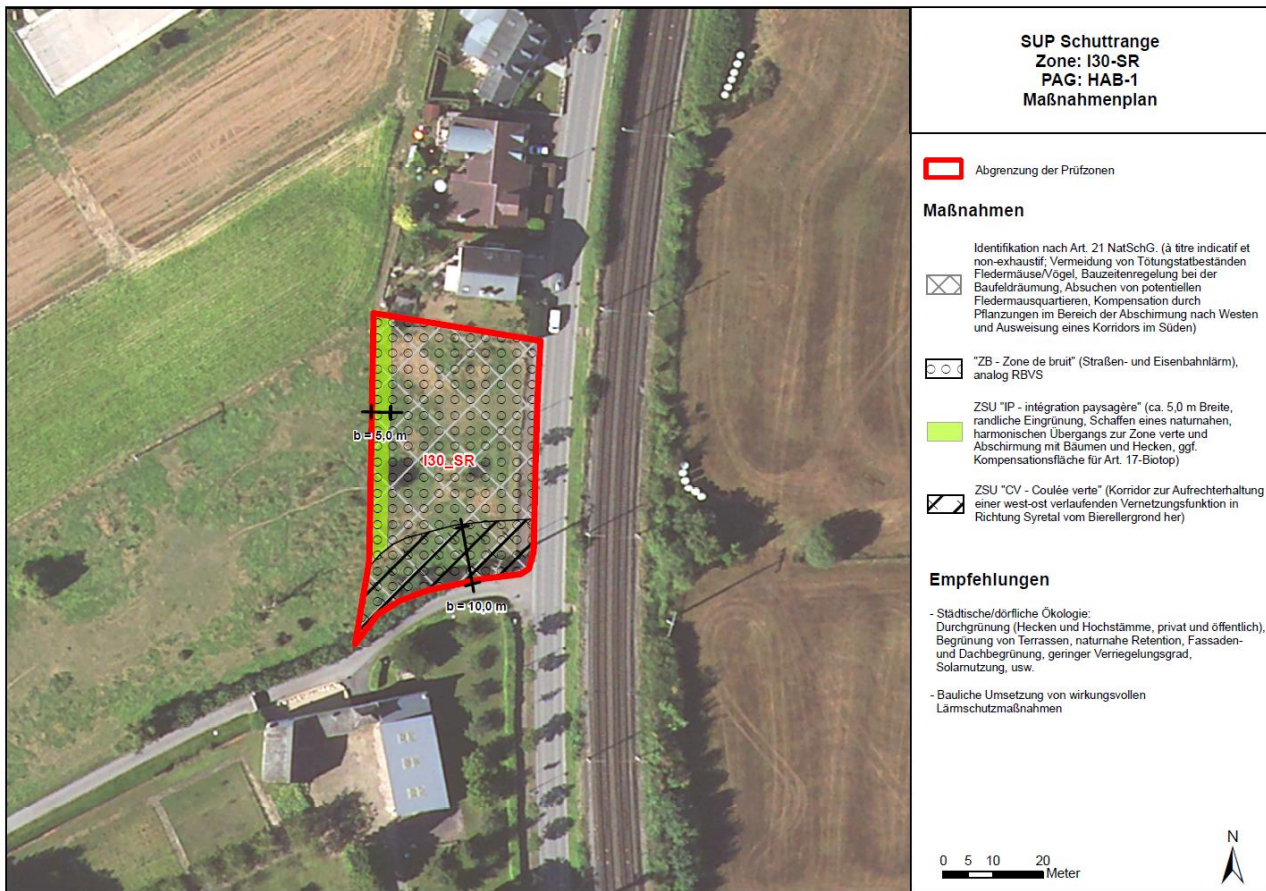 SUP Schuttrange
Zone: I30-SR
PAG: HAB-1
Maßnahmenplan
Abgrenzung der Prüfzonen
Maßnahmen
Identifikation nach Art. 21 NatSchG. (à titre indicatif et
non-exhaustif; Vermeidung von Tötungstatbeständen
Fledermäuse/Vögel, Bauzeitenregelung bei der
Baufeldräumung, Absuchen von potentiellen
Fledermausquartieren, Kompensation durch
Pflanzungen im Bereich der Abschirmung nach Westen
und Ausweisung eines Korridors im Süden)
"ZB - Zone de bruit" (Straßen- und Eisenbahnlärm),
analog RBVS
ZSU "IP - intégration paysagère" (ca. 5,0 m Breite,
randliche Eingrünung, Schaffen eines naturnahen,
harmonischen Übergangs zur Zone verte und
Abschirmung mit Bäumen und Hecken, ggf.
Kompensationsfläche für Art. 17-Biotop)
ZSU "CV - Coulée verte" (Korridor zur Aufrechterhaltung
einer west-ost verlaufenden Vernetzungsfunktion in
Richtung Syretal vom Bierellergrond her)
Empfehlungen
- Städtische/dörfliche Ökologie:
Durchgrünung (Hecken und Hochstämme, privat und öffentlich),
Begrünung von Terrassen, naturnahe Retention, Fassaden-
und Dachbegrünung, geringer Verriegelungsgrad,
Solarnutzung, usw.
- Bauliche Umsetzung von wirkungsvollen
Lärmschutzmaßnahmen
b = 5,0 m
I30_SR
b = 10,0 m
0 5 10 20
Meter
N